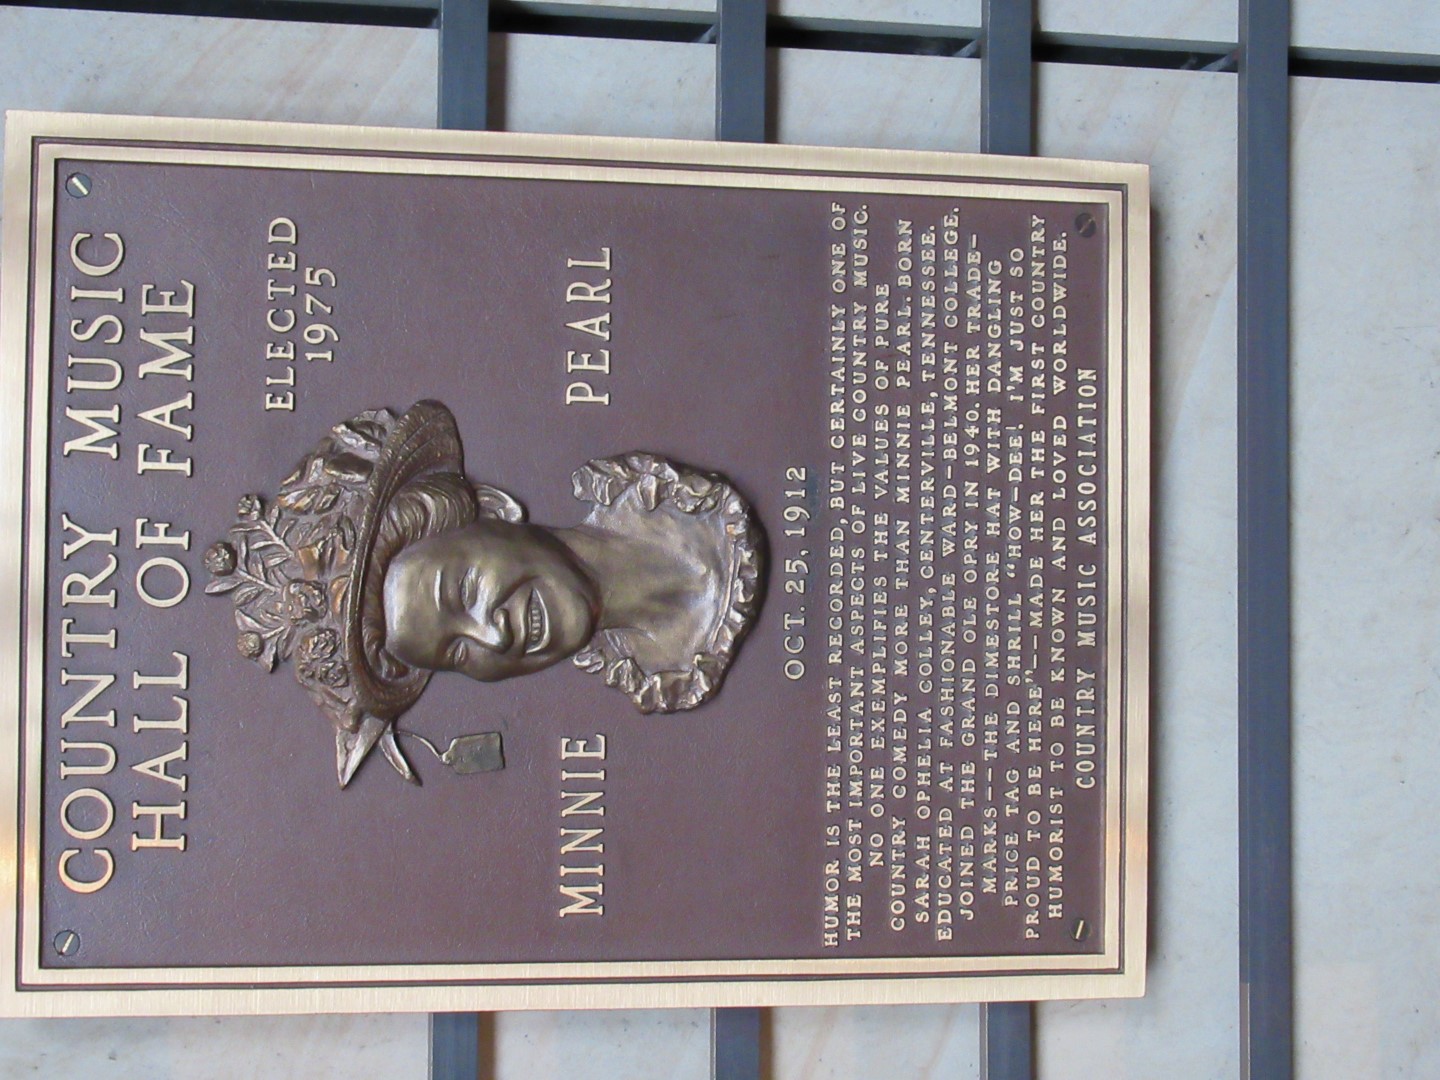 COUNTRY MUSIC
HALL OF FAME
ELECTED
1975
MINNIE PEARL
OCT. 25, 1912
HUMOR IS THE LEAST RECORDED, BUT CERTAINLY ONE OF
THE MOST IMPORTANT ASPECTS OF LIVE COUNTRY MUSIC.
NO ONE EXEMPLIFIES THE VALUES OF PURE
COUNTRY COMEDY MORE THAN MINNIE PEARL. BORN
SARAH OPHELIA COLLEY, CENTERVILLE, TENNESSEE.
EDUCATED AT FASHIONABLE WARD-BELMONT COLLEGE.
JOINED THE GRAND OLE OPRY IN 1940. HER TRADE-
MARKS--THE DIMESTORE HAT WITH DANGLING
PRICE TAG AND SHRILL "HOW-DEE! I'M JUST SO
PROUD TO BE HERE"--MADE HER THE FIRST COUNTRY
HUMORIST TO BE KNOWN AND LOVED WORLDWIDE.
COUNTRY MUSIC ASSOCIATION